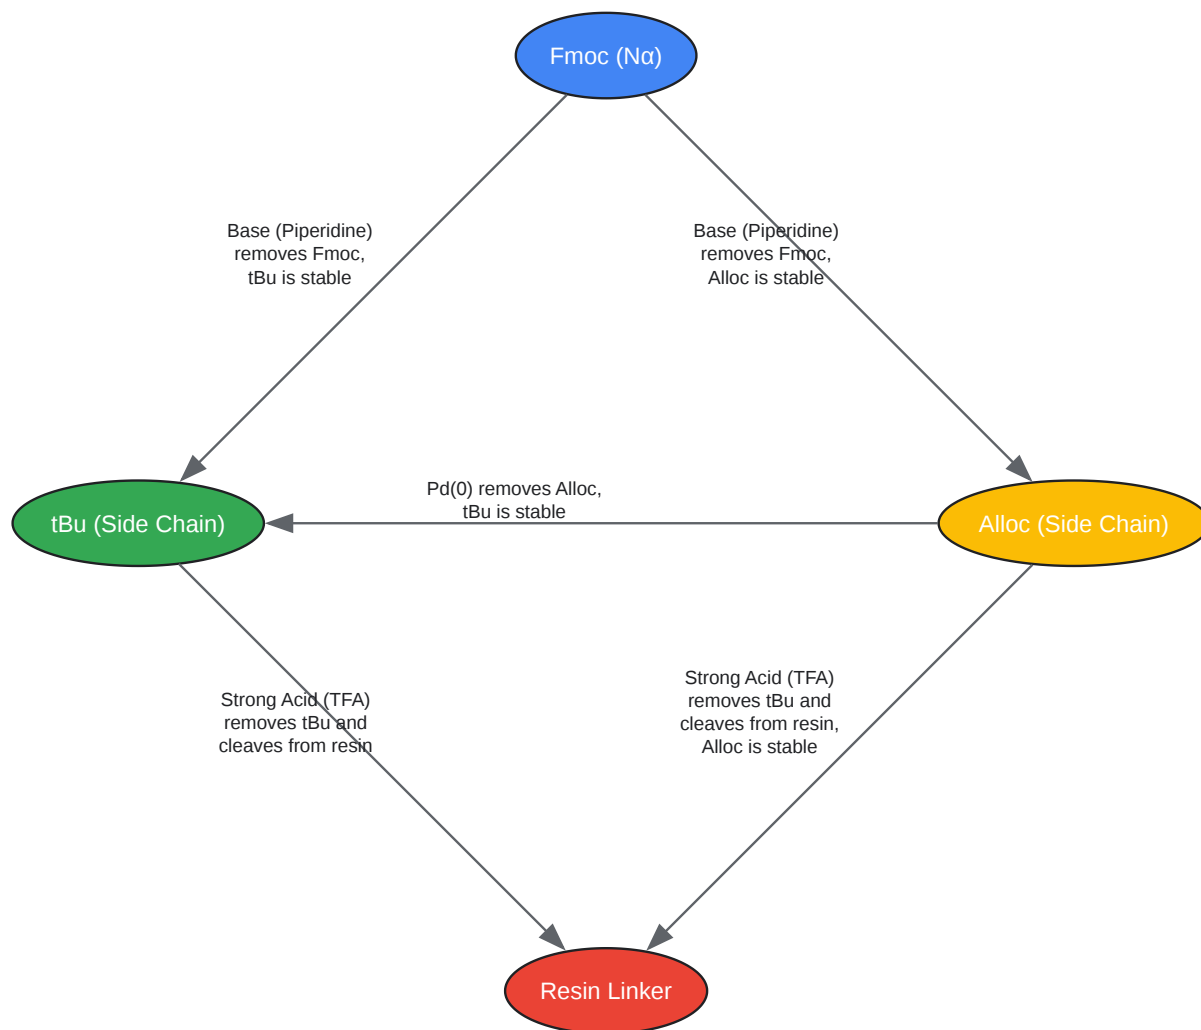 Fmoc (Nα)
Base (Piperidine)
removes Fmoc,
tBu is stable
Base (Piperidine)
removes Fmoc,
Alloc is stable
Pd(0) removes Alloc,
tBu is stable
tBu (Side Chain)
Alloc (Side Chain)
Strong Acid (TFA)
removes tBu and
cleaves from resin
Strong Acid (TFA)
removes tBu and
cleaves from resin,
Alloc is stable
Resin Linker